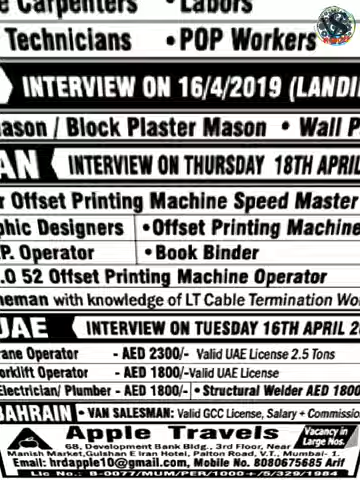 Carpenters • Labors
Technicians • POP Workers
INTERVIEW ON 16/4/2019 (LANDI
ason / Block Plaster Mason • Wall P
AN INTERVIEW ON THURSDAY 18TH APRIL
r Offset Printing Machine Speed Master
phic Designers • Offset Printing Machine
.P. Operator • Book Binder
.O 52 Offset Printing Machine Operator
neman with knowledge of LT Cable Termination Wo
UAE INTERVIEW ON TUESDAY 16TH APRIL 2
rane Operator - AED 2300/- Valid UAE License 2.5 Tons
orklift Operator - AED 1800/- Valid UAE License
Electrician/ Plumber - AED 1800/- • Structural Welder AED 1800
BAHRAIN • VAN SALESMAN: Valid GCC License, Salary + Commissio
Apple Travels Vacancy in Large Nos.
68, Development Bank Bldg., 3rd Floor, Near
Manish Market, Gulshan E Iran Hotel, Palton Road, V.T., Mumbai- 1.
Email: hrdapple10@gmail.com, Mobile No. 8080675685 Arif
Lic No.: B-0077/MUM/PER/1000+/5/329/1984